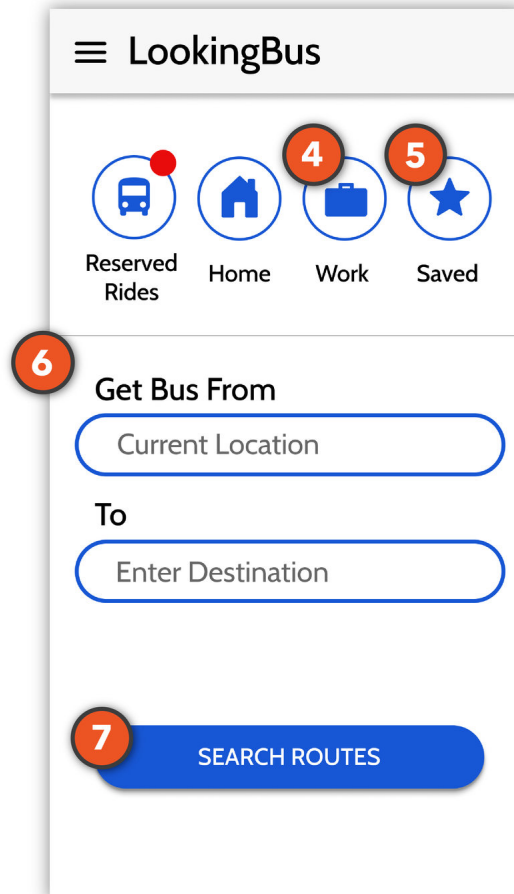 LookingBus
4
5
Reserved
Rides
Home
Work
Saved
6
Get Bus From
Current Location
To
Enter Destination
7
SEARCH ROUTES